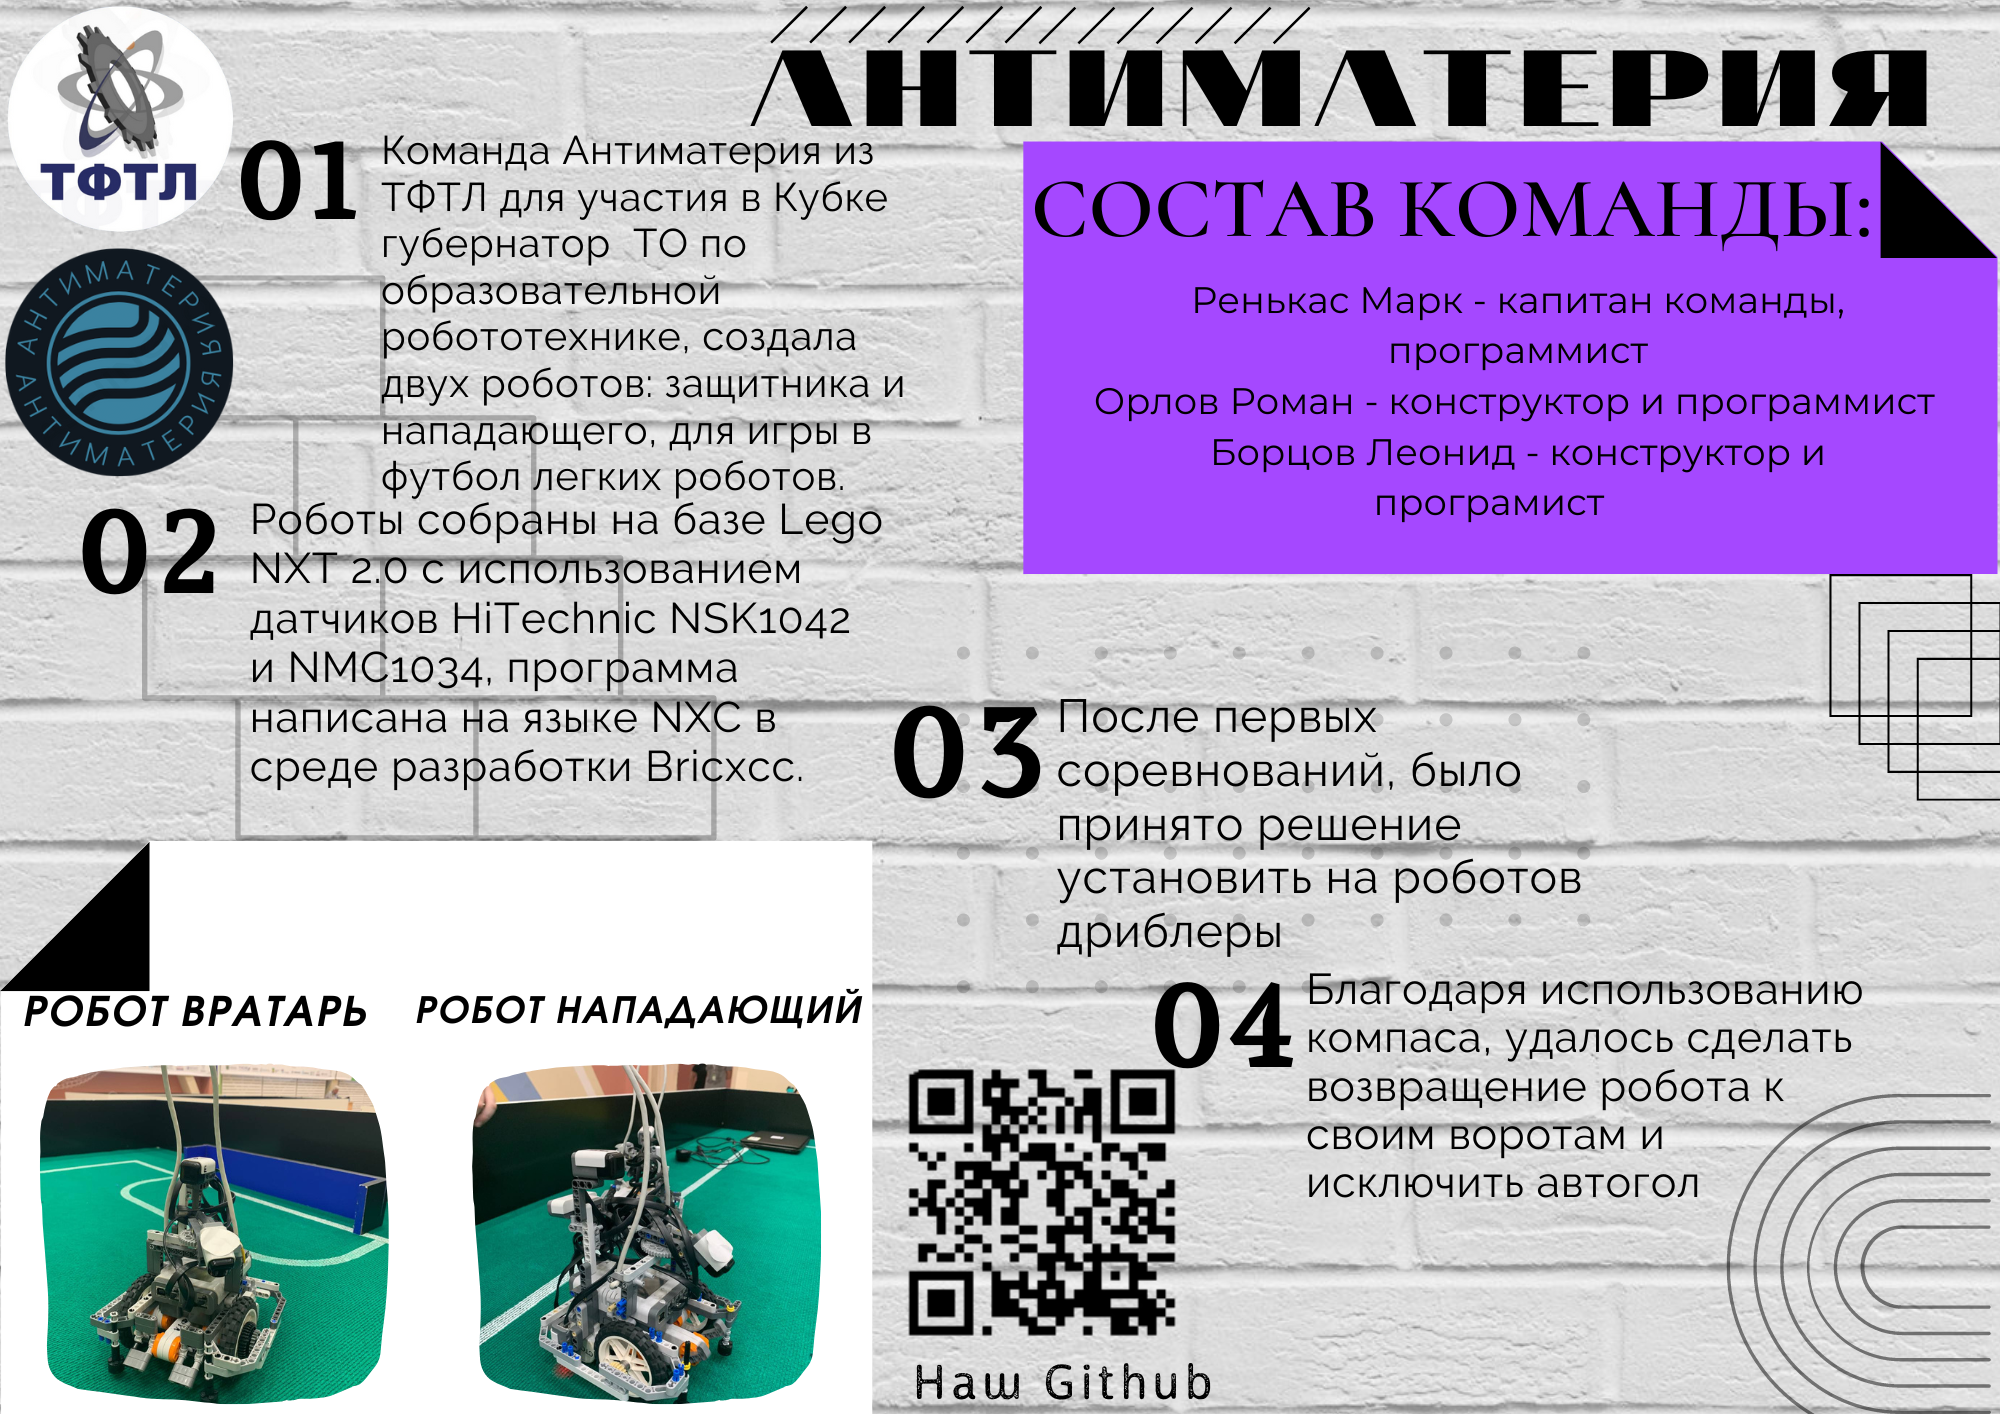 АНТИМАТЕРИЯ
ТФТЛ
АНТИМАТЕРИЯ
АНТИМАТЕРИЯ
01
Команда Антиматерия из
ТФТЛ для участия в Кубке
губернатор  ТО по
образовательной
робототехнике, создала
двух роботов: защитника и
нападающего, для игры в
футбол легких роботов.
СОСТАВ КОМАНДЫ:
Ренькас Марк - капитан команды,
программист
Орлов Роман - конструктор и программист
Борцов Леонид - конструктор и
програмист
02
Роботы собраны на базе Lego
NXT 2.0 с использованием
датчиков HiTechnic NSK1042
и NMC1034, программа
написана на языке NXC в
среде разработки Bricxcc.
03
После первых
соревнований, было
принято решение
установить на роботов
дриблеры
04
Благодаря использованию
компаса, удалось сделать
возвращение робота к
своим воротам и
исключить автогол
РОБОТ ВРАТАРЬ
РОБОТ НАПАДАЮЩИЙ
Наш Github